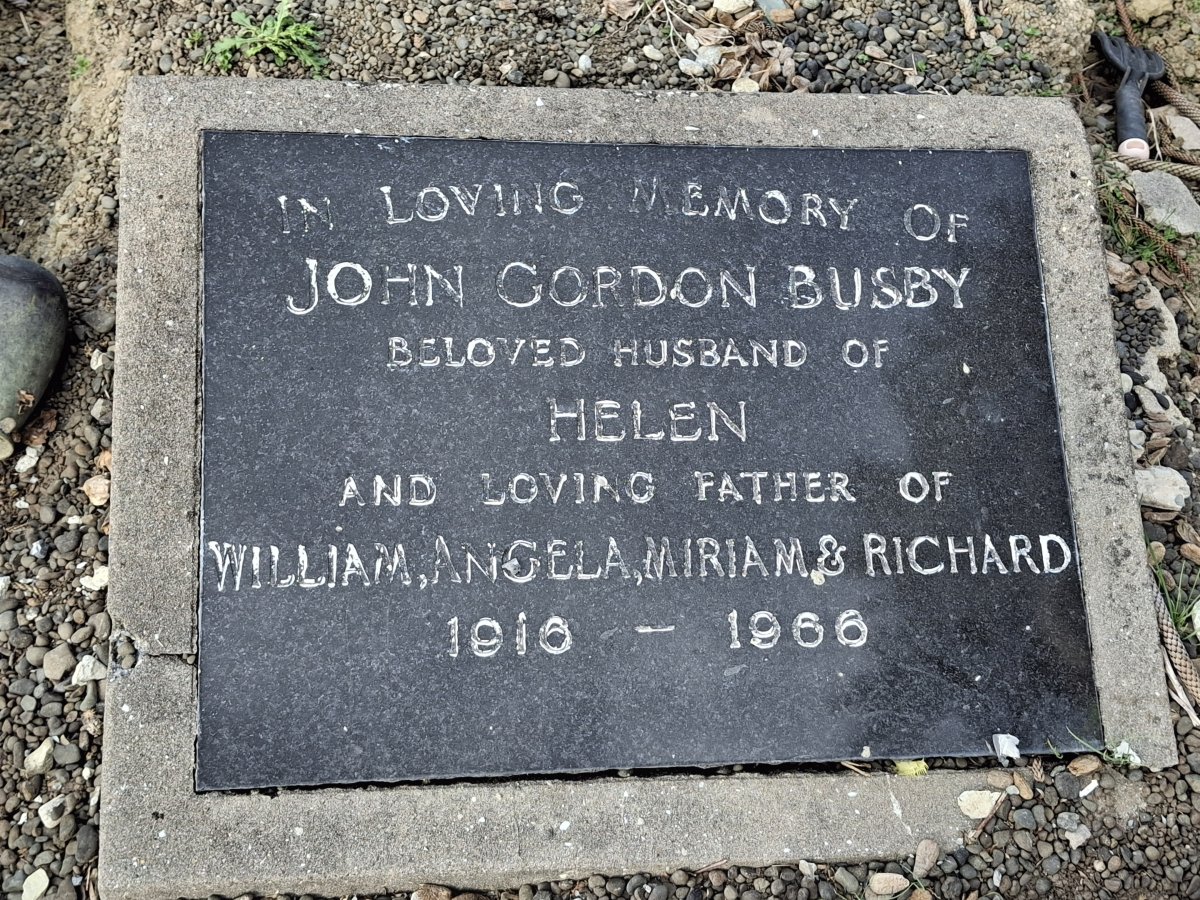 IN LOVING MEMORY OF
JOHN GORDON BUSBY
BELOVED HUSBAND OF
HELEN
AND LOVING FATHER OF
WILLIAM, ANGELA, MIRIAM & RICHARD
1916 - 1966